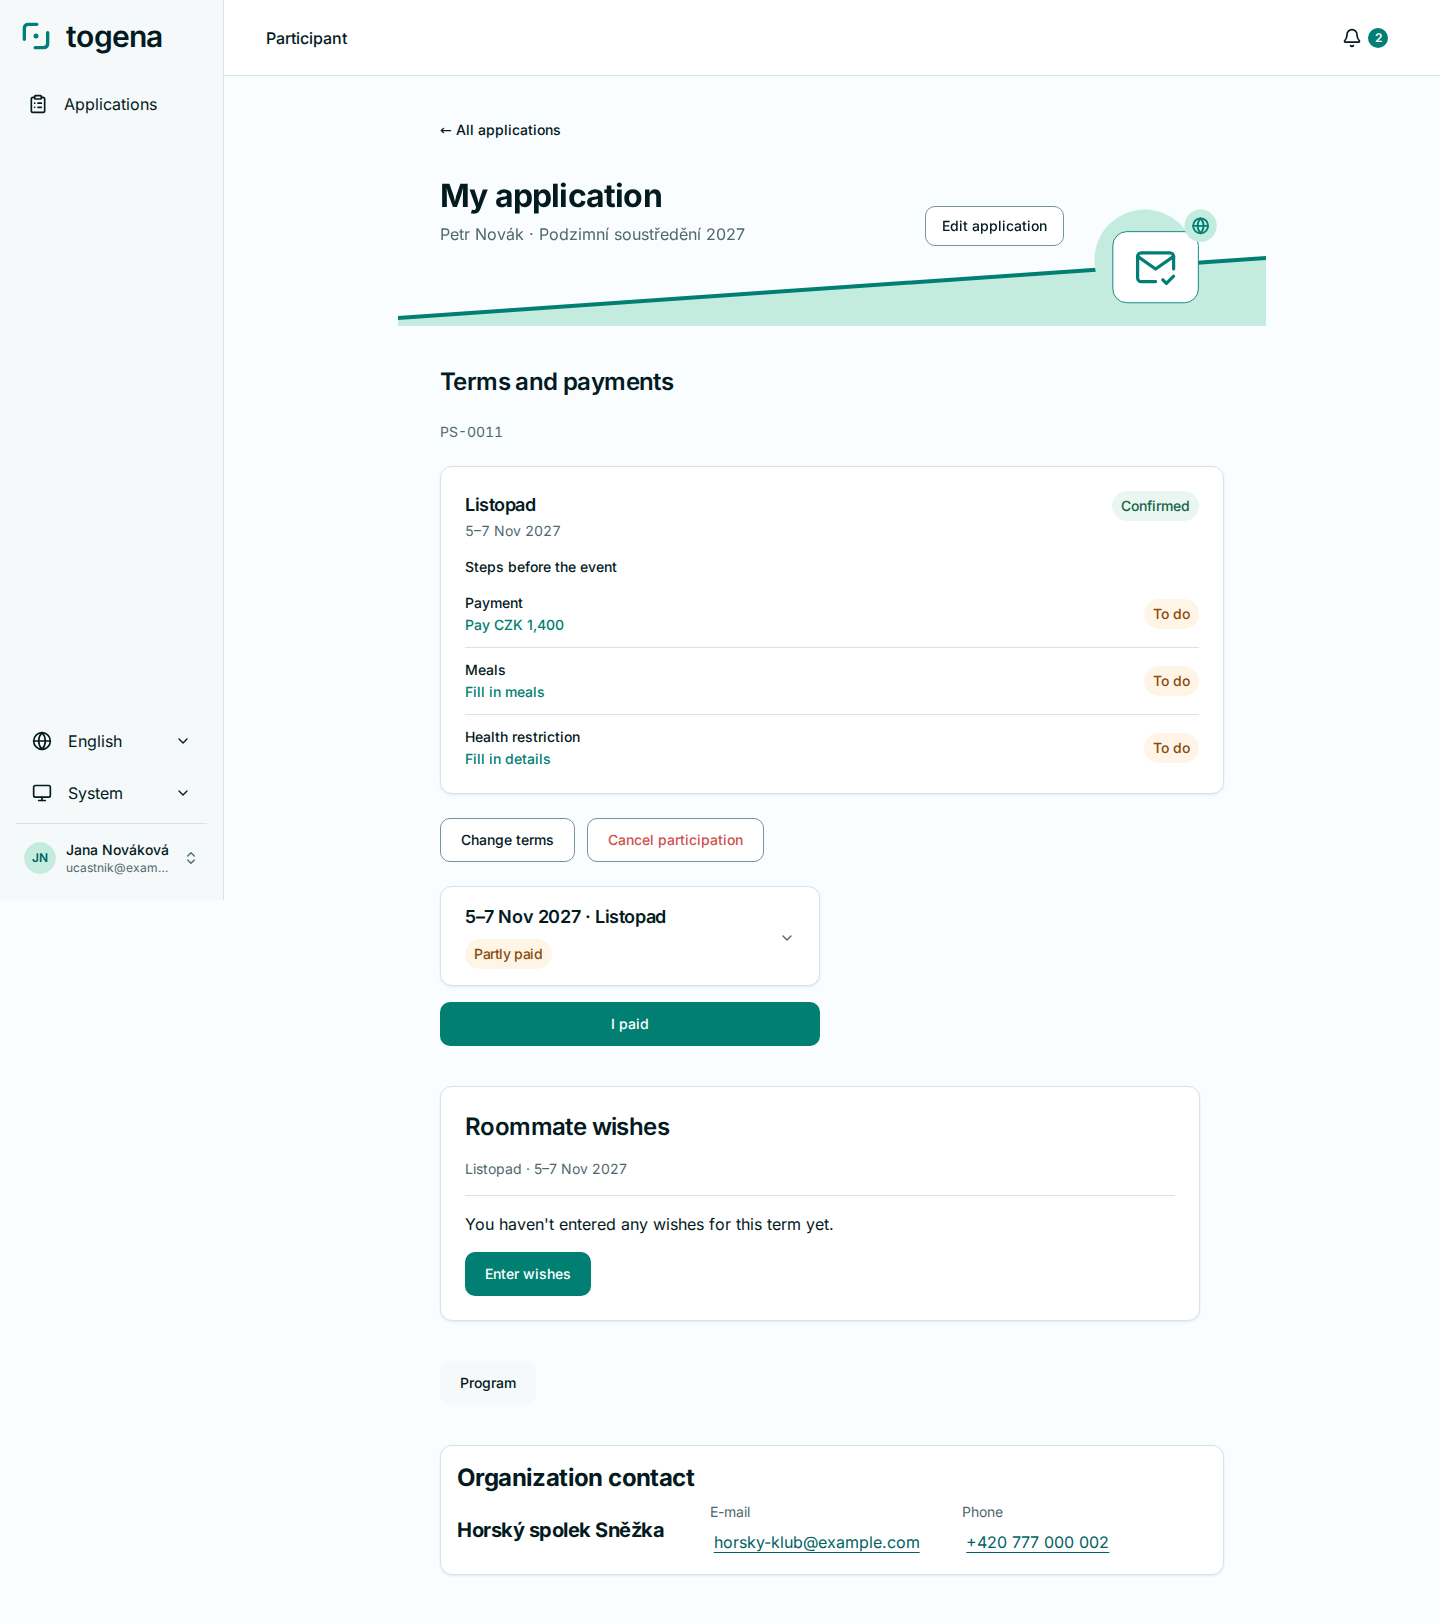 togena
Participant
2
Applications
← All applications
My application
Petr Novák · Podzimní soustředění 2027
Edit application
Terms and payments
PS-0011
Listopad
Confirmed
5–7 Nov 2027
Steps before the event
Payment
Pay CZK 1,400
To do
Meals
Fill in meals
To do
Health restriction
Fill in details
To do
English
System
JN
Jana Nováková
ucastnik@exam...
Change terms
Cancel participation
5–7 Nov 2027 · Listopad
Partly paid
I paid
Roommate wishes
Listopad · 5–7 Nov 2027
You haven't entered any wishes for this term yet.
Enter wishes
Program
Organization contact
Horský spolek Sněžka
E-mail
horsky-klub@example.com
Phone
+420 777 000 002